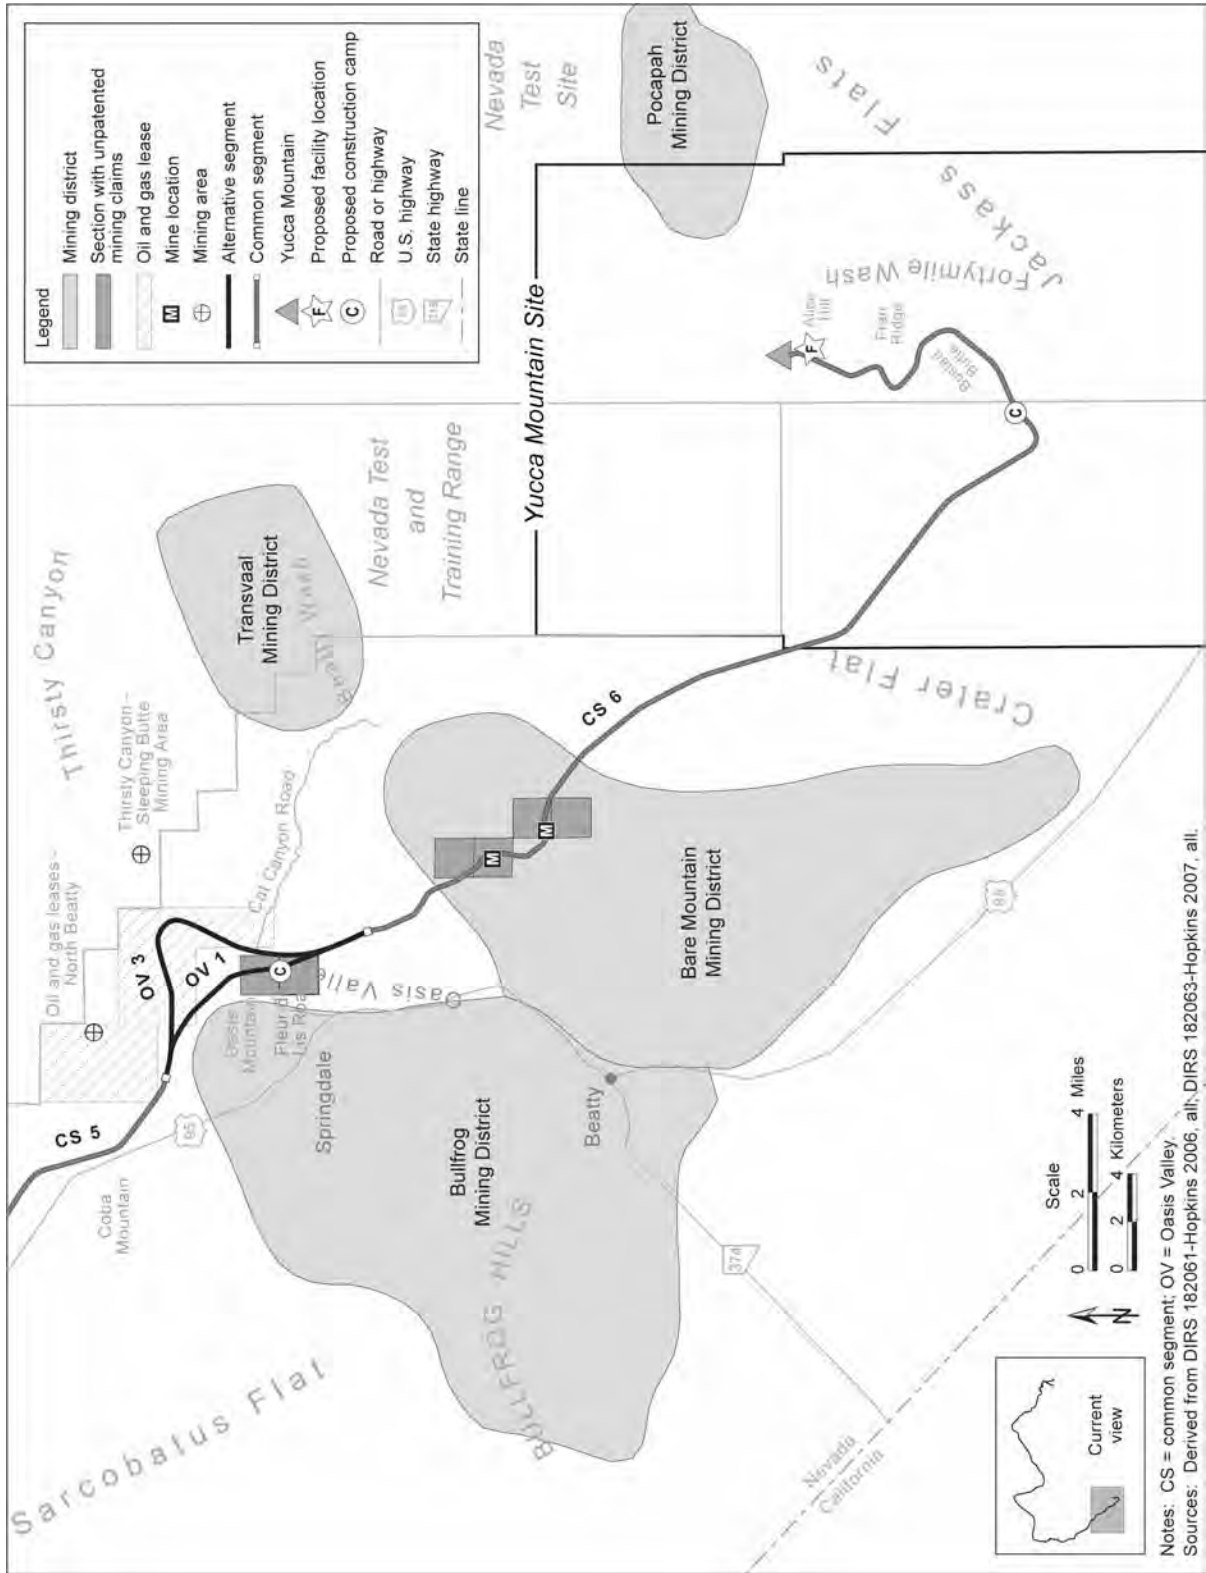 Legend
Mining district
Section with unpatented
mining claims
Oil and gas lease
Mine location
Mining area
Alternative segment
Common segment
Yucca Mountain
Proposed facility location
Proposed construction camp
Road or highway
U.S. highway
State highway
State line
M
F
C
Sarcobatus Flat
Coba
Mountain
CS 5
95
Oil and gas leases -
North Beatty
Thirsty Canyon
Thirsty Canyon -
Sleeping Butte
Mining Area
OV 3
OV 1
Oasis
Mountain
C
Cat Canyon Road
Transvaal
Mining District
Wash
Nevada Test
and
Training Range
Nevada
Test
Site
Springdale
Bullfrog
Mining District
BULLFROG HILLS
Beatty
374
M
M
CS 6
Bare Mountain
Mining District
Crater Flat
Yucca Mountain Site
Pocapah
Mining District
Jackass Flats
Fortymile Wash
F
Fran
Ridge
Busted
Butte
C
Nevada
California
Current
view
N
Scale
0 2 4 Miles
0 2 4 Kilometers
Notes: CS = common segment; OV = Oasis Valley.
Sources: Derived from DIRS 182061-Hopkins 2006, all; DIRS 182063-Hopkins 2007, all.